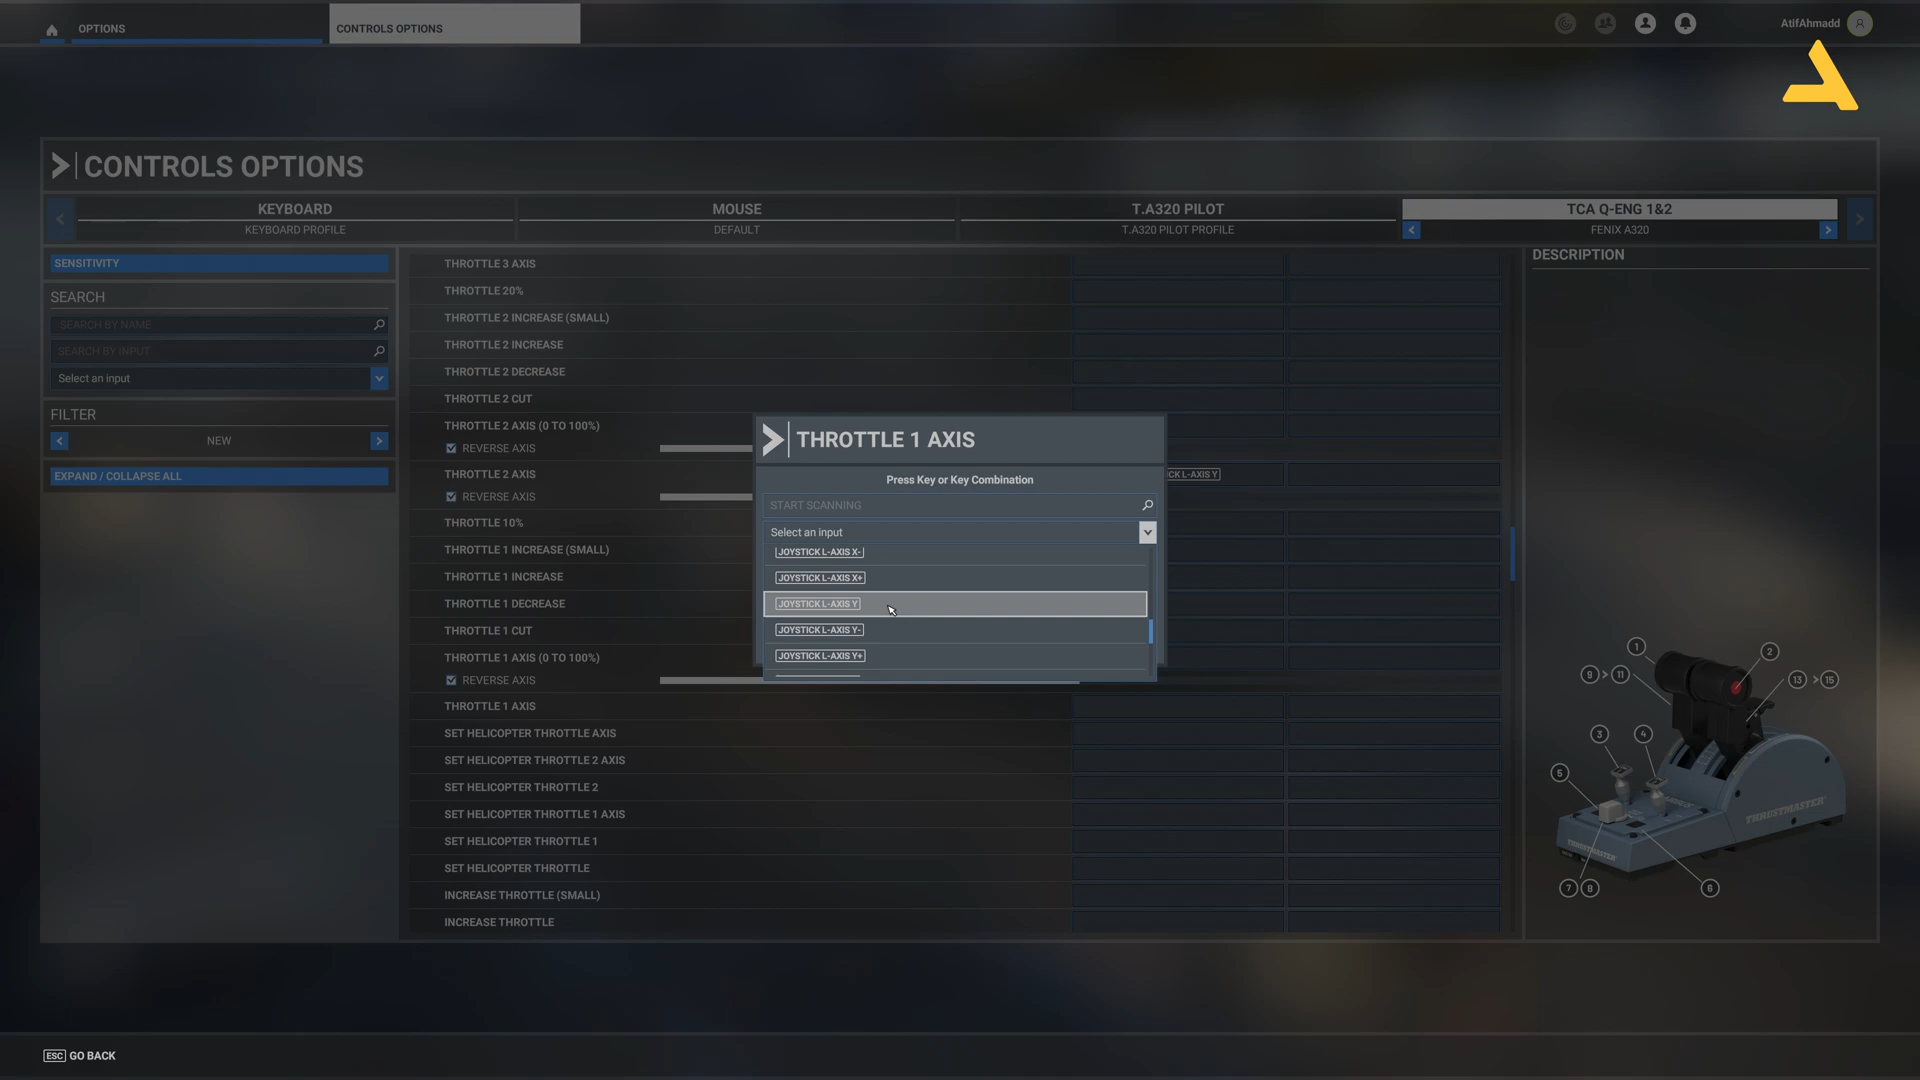 OPTIONS
CONTROLS OPTIONS
AtifAhmadd
CONTROLS OPTIONS
KEYBOARD
KEYBOARD PROFILE
MOUSE
DEFAULT
T.A320 PILOT
T.A320 PILOT PROFILE
TCA Q-ENG 1&2
FENIX A320
SENSITIVITY
SEARCH
SEARCH BY NAME
SEARCH BY INPUT
Select an input
FILTER
NEW
EXPAND / COLLAPSE ALL
THROTTLE 3 AXIS
THROTTLE 20%
THROTTLE 2 INCREASE (SMALL)
THROTTLE 2 INCREASE
THROTTLE 2 DECREASE
THROTTLE 2 CUT
THROTTLE 2 AXIS (0 TO 100%)
REVERSE AXIS
THROTTLE 2 AXIS
CK L-AXIS Y
REVERSE AXIS
THROTTLE 10%
THROTTLE 1 INCREASE (SMALL)
THROTTLE 1 INCREASE
THROTTLE 1 DECREASE
THROTTLE 1 CUT
THROTTLE 1 AXIS (0 TO 100%)
REVERSE AXIS
THROTTLE 1 AXIS
SET HELICOPTER THROTTLE AXIS
SET HELICOPTER THROTTLE 2 AXIS
SET HELICOPTER THROTTLE 2
SET HELICOPTER THROTTLE 1 AXIS
SET HELICOPTER THROTTLE 1
SET HELICOPTER THROTTLE
INCREASE THROTTLE (SMALL)
INCREASE THROTTLE
THROTTLE 1 AXIS
Press Key or Key Combination
START SCANNING
Select an input
JOYSTICK L-AXIS X-
JOYSTICK L-AXIS X+
JOYSTICK L-AXIS Y
JOYSTICK L-AXIS Y-
JOYSTICK L-AXIS Y+
DESCRIPTION
1
2
9 > 11
13 > 15
3
4
5
THRUSTMASTER
THRUSTMASTER
7 8
6
ESC GO BACK